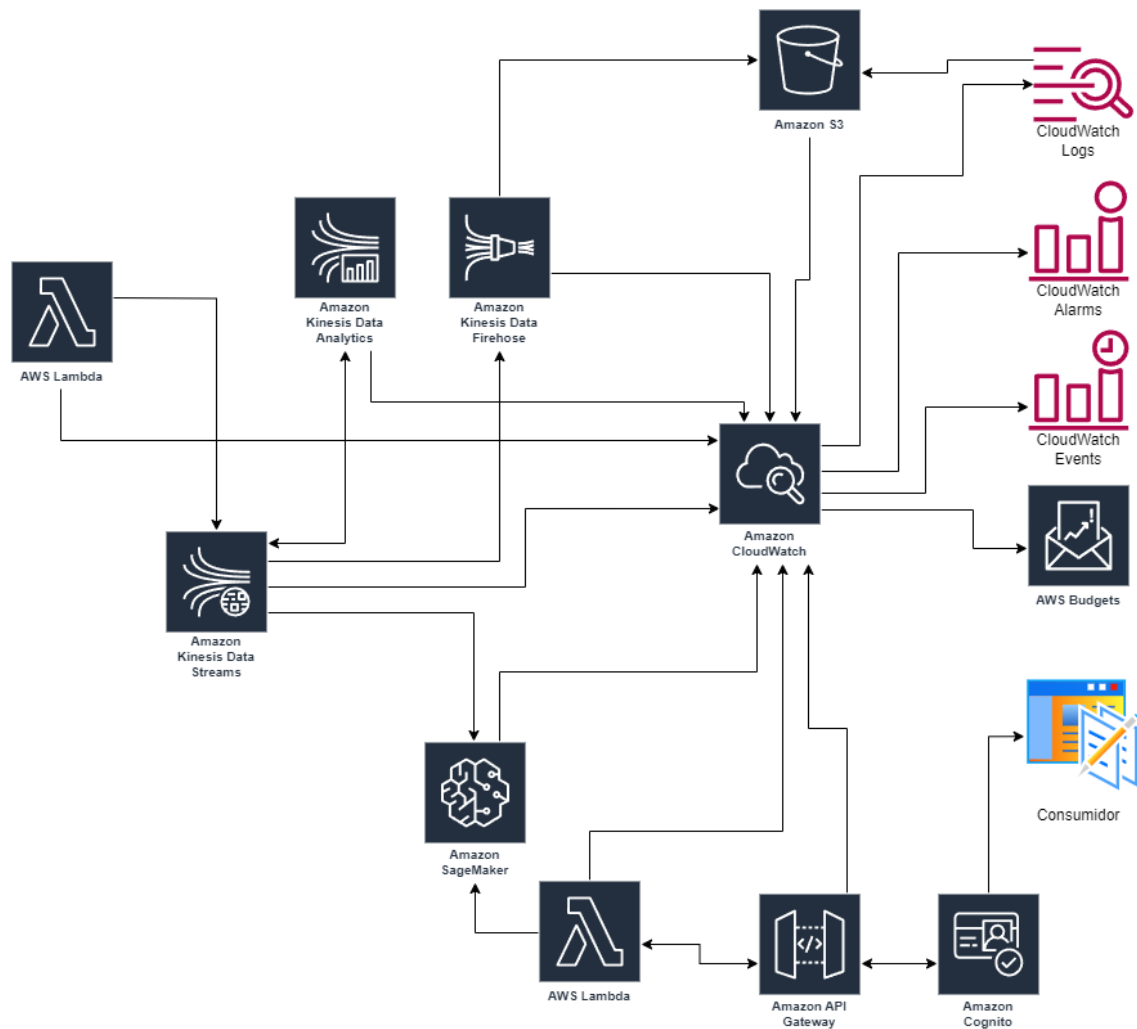 Amazon S3
CloudWatch
Logs
CloudWatch
Alarms
Amazon
Kinesis Data
Analytics
Amazon
Kinesis Data
Firehose
AWS Lambda
CloudWatch
Events
Amazon
CloudWatch
AWS Budgets
Amazon
Kinesis Data
Streams
Consumidor
Amazon
SageMaker
</>
AWS Lambda
Amazon API
Gateway
Amazon
Cognito